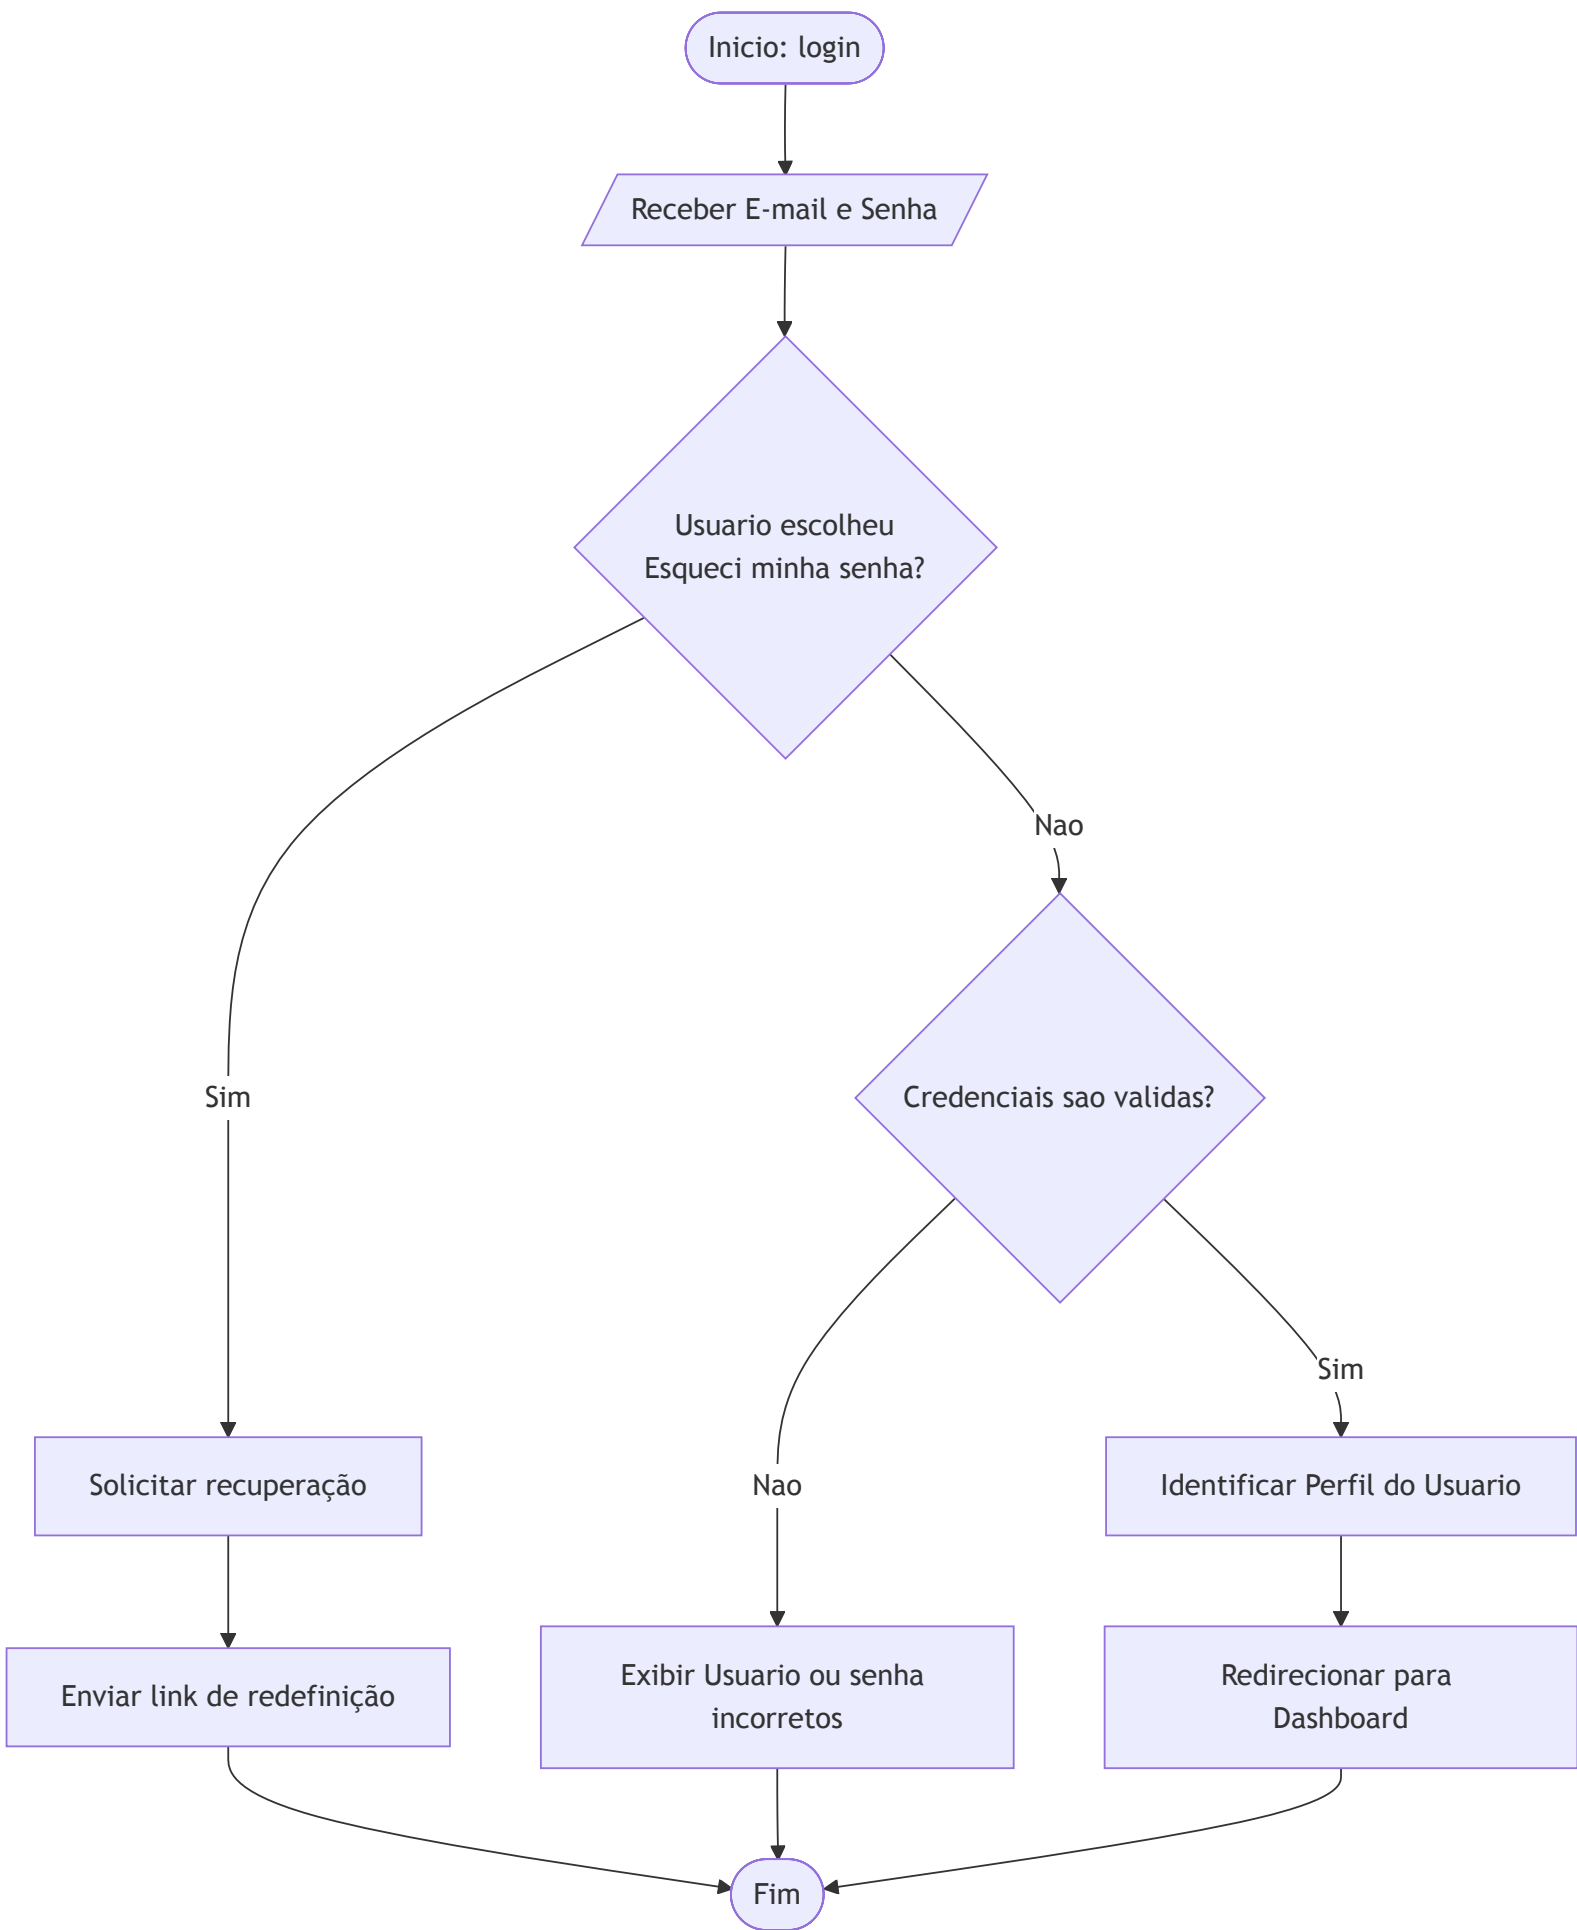 Inicio: login
Receber E-mail e Senha
Usuario escolheu
Esqueci minha senha?
Nao
Sim
Credenciais sao validas?
Sim
Nao
Solicitar recuperação
Identificar Perfil do Usuario
Enviar link de redefinição
Exibir Usuario ou senha
incorretos
Redirecionar para
Dashboard
Fim